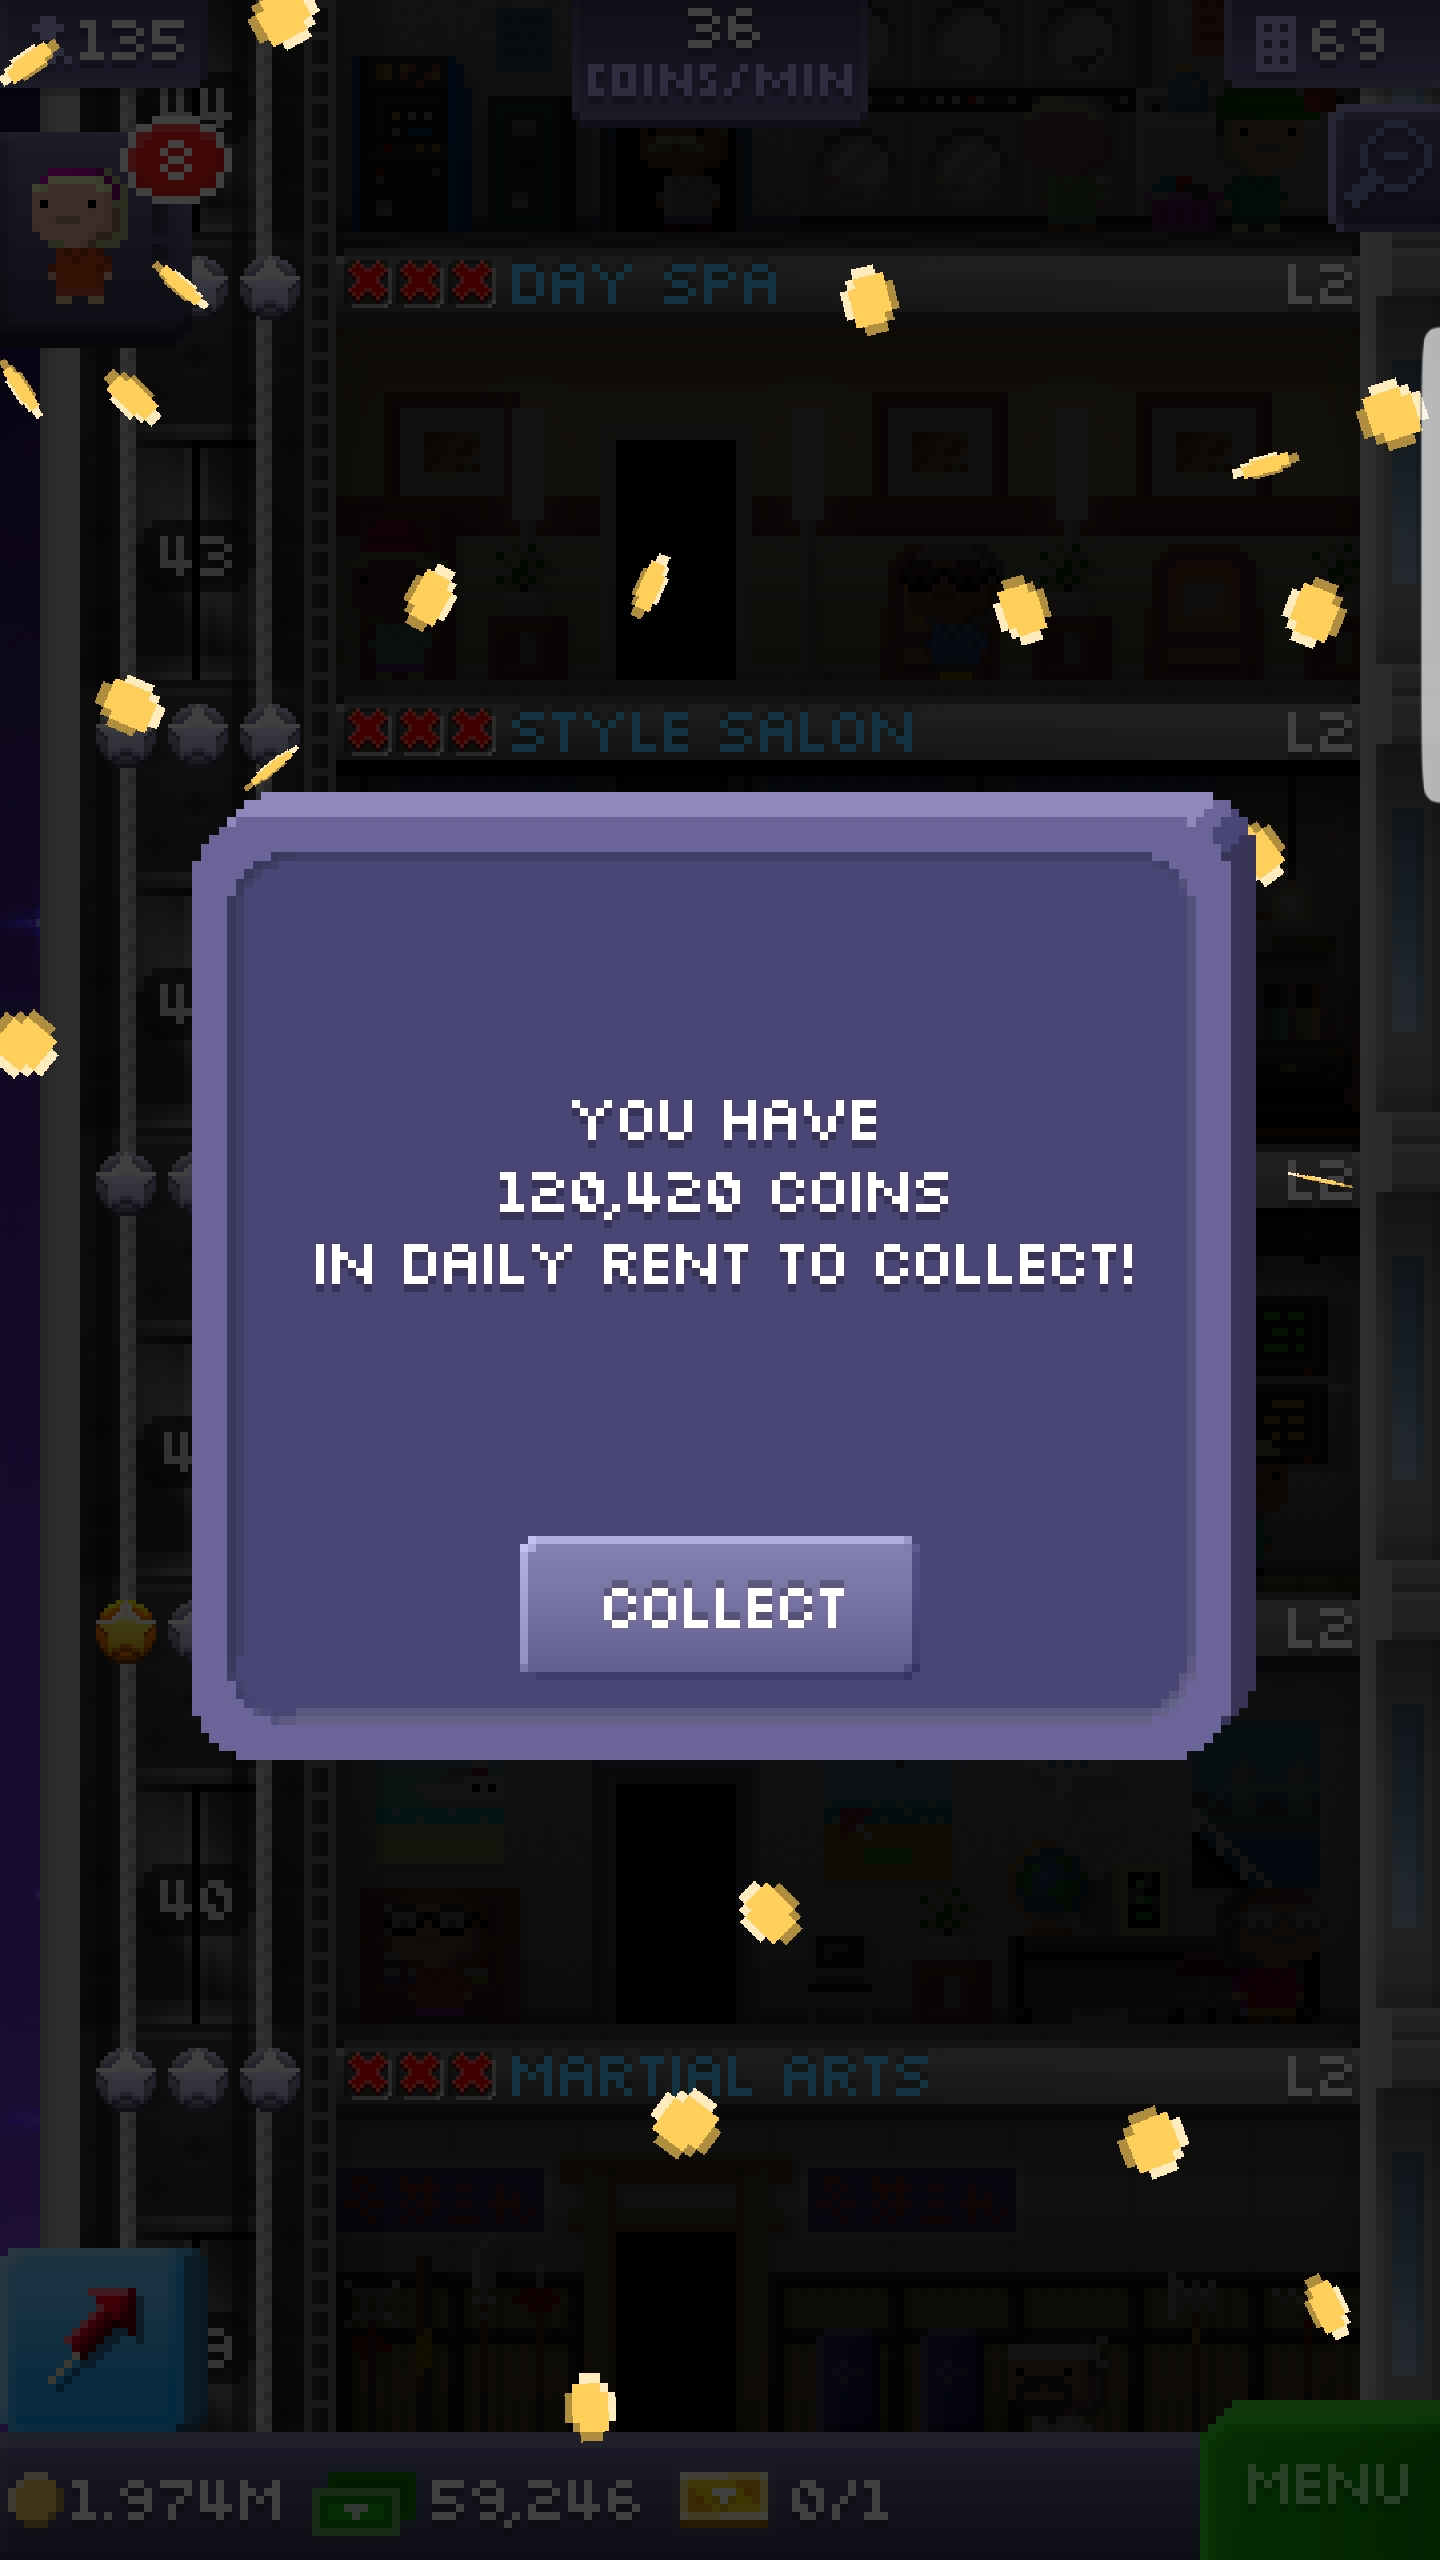 135
36
COINS/MIN
69
8
DAY SPA
L2
43
STYLE SALON
L2
YOU HAVE
120,420 COINS
IN DAILY RENT TO COLLECT!
L2
COLLECT
L2
40
MARTIAL ARTS
L2
1.974M
59,246
0/1
MENU